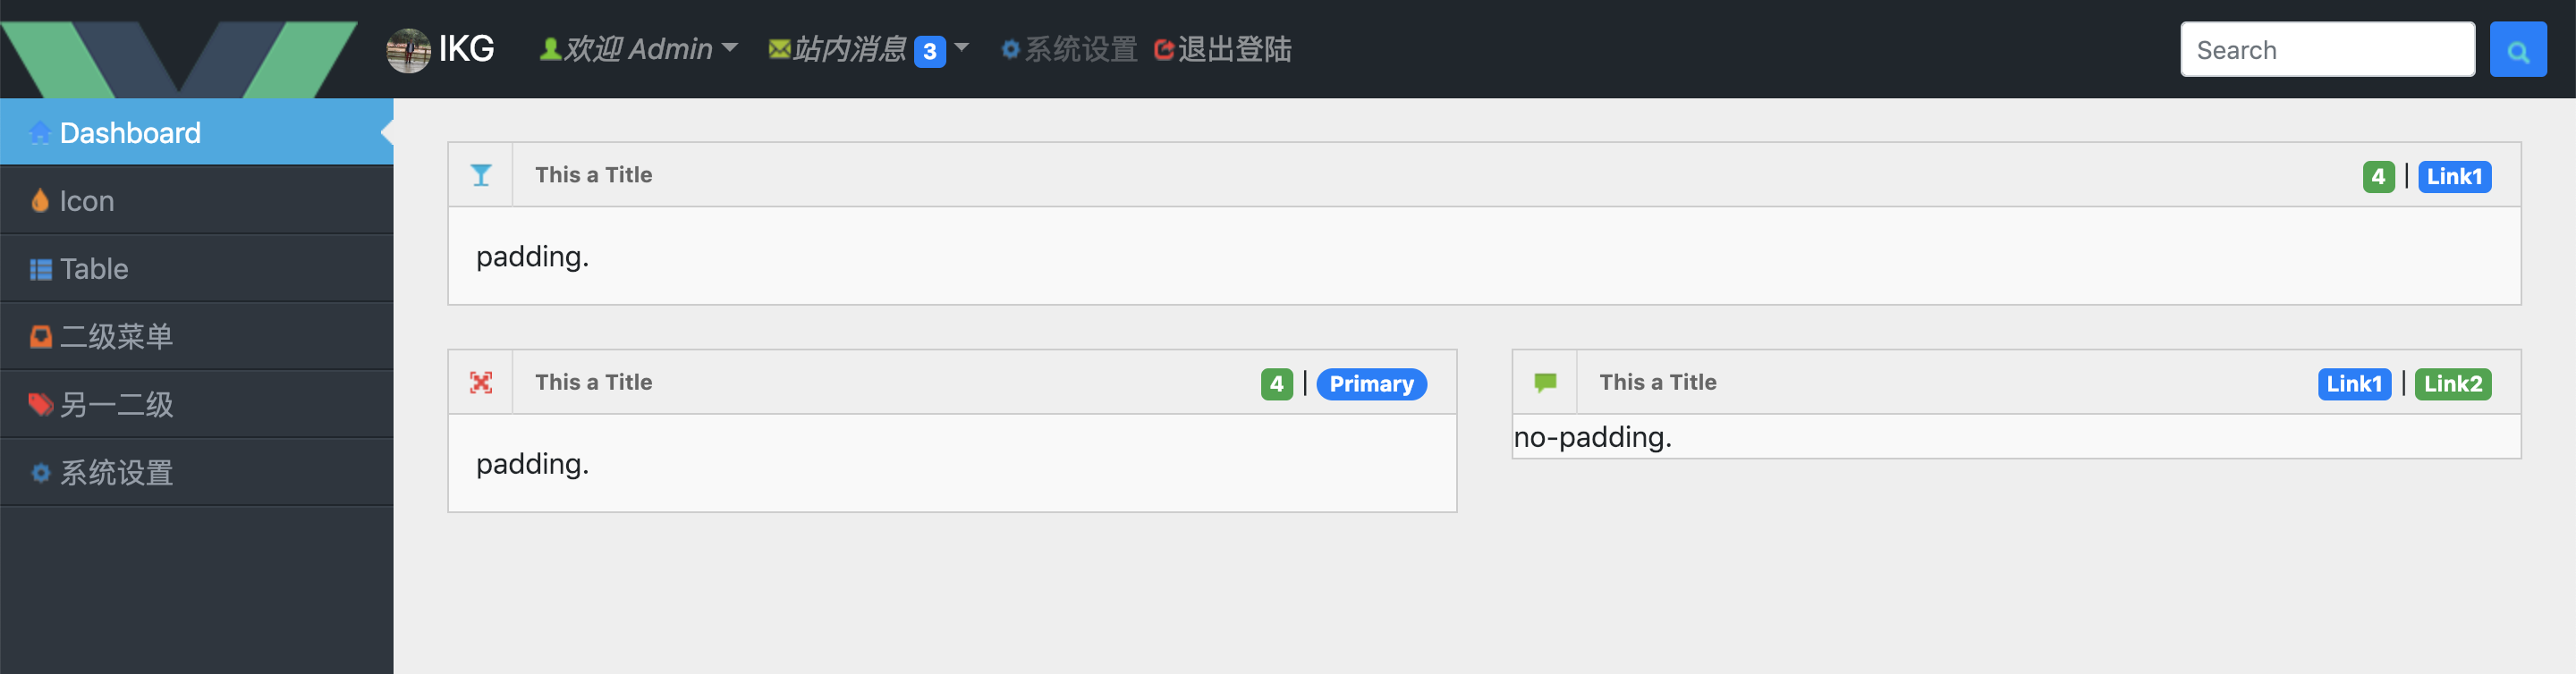 IKG 欢迎 Admin 站内消息 3 系统设置 退出登陆 Search
Dashboard
Icon
Table
二级菜单
另一二级
系统设置
This a Title 4 | Link1
padding.
This a Title 4 | Primary
padding.
This a Title Link1 | Link2
no-padding.